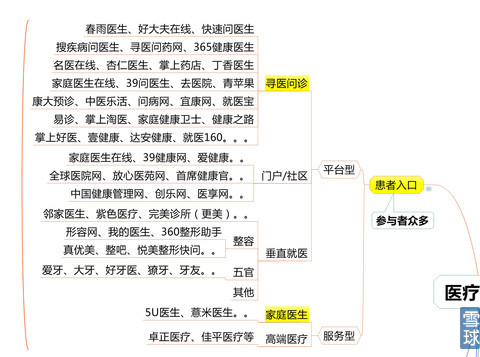 春雨医生、好大夫在线、快速问医生
搜疾病问医生、寻医问药网、365健康医生
名医在线、杏仁医生、掌上药店、丁香医生
家庭医生在线、39问医生、去医院、青苹果
康大预诊、中医乐活、问病网、宜康网、就医宝
易诊、掌上淘医、家庭健康卫士、健康之路
掌上好医、壹健康、达安健康、就医160。。。
寻医问诊
家庭医生在线、39健康网、爱健康。。
全球医院网、放心医苑网、首席健康官。。
中国健康管理网、创乐网、医享网。。
门户/社区
平台型
患者入口
参与者众多
邻家医生、紫色医疗、完美诊所（更美）。。
形容网、我的医生、360整形助手
真优美、整吧、悦美整形快问。。
整容
垂直就医
爱牙、大牙、好牙医、獠牙、牙友。。
五官
其他
5U医生、薏米医生。。
家庭医生
卓正医疗、佳平医疗等
高端医疗
服务型
医疗
雪球